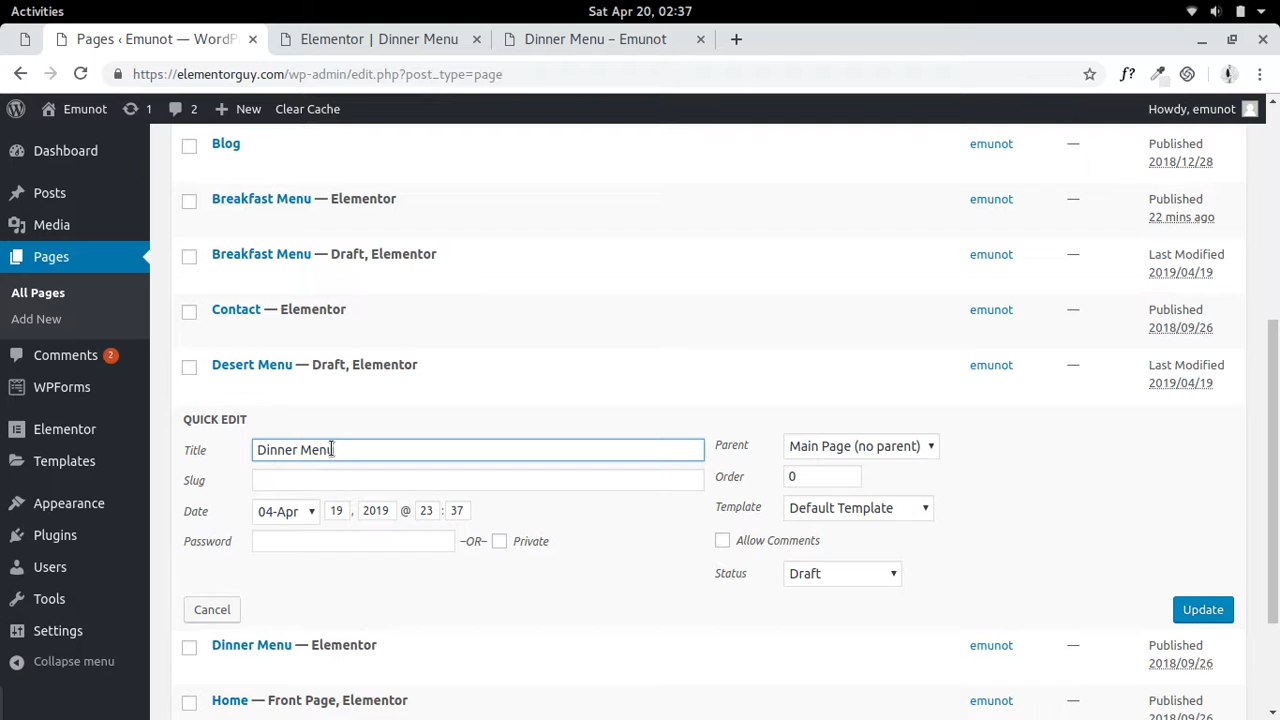 Activities
Sat Apr 20, 02:37
Pages ‹ Emunot — WordP
Elementor | Dinner Menu
Dinner Menu – Emunot
https://elementorguy.com/wp-admin/edit.php?post_type=page
f?
Emunot
1
2
New
Clear Cache
Howdy, emunot
Dashboard
Posts
Media
Pages
All Pages
Add New
Comments 2
WPForms
Elementor
Templates
Appearance
Plugins
Users
Tools
Settings
Collapse menu
Blog
emunot
—
Published
2018/12/28
Breakfast Menu — Elementor
emunot
—
Published
22 mins ago
Breakfast Menu — Draft, Elementor
emunot
—
Last Modified
2019/04/19
Contact — Elementor
emunot
—
Published
2018/09/26
Desert Menu — Draft, Elementor
emunot
—
Last Modified
2019/04/19
QUICK EDIT
Title Dinner Menu
Slug
Date 04-Apr 19 , 2019 @ 23 : 37
Password –OR– Private
Parent Main Page (no parent)
Order 0
Template Default Template
Allow Comments
Status Draft
Cancel
Update
Dinner Menu — Elementor
emunot
—
Published
2018/09/26
Home — Front Page, Elementor
emunot
—
Published